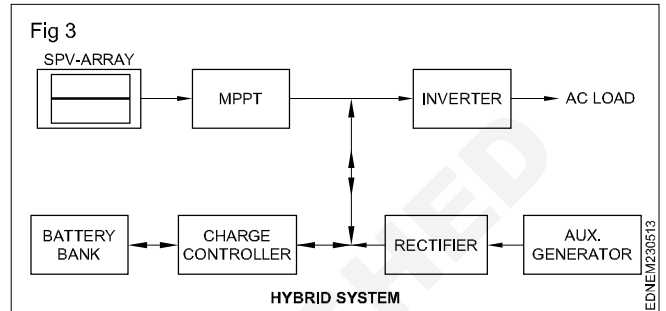 Fig 3
SPV-ARRAY
MPPT
INVERTER
AC LOAD
BATTERY
BANK
CHARGE
CONTROLLER
RECTIFIER
AUX.
GENERATOR
HYBRID SYSTEM
EDNEM230513